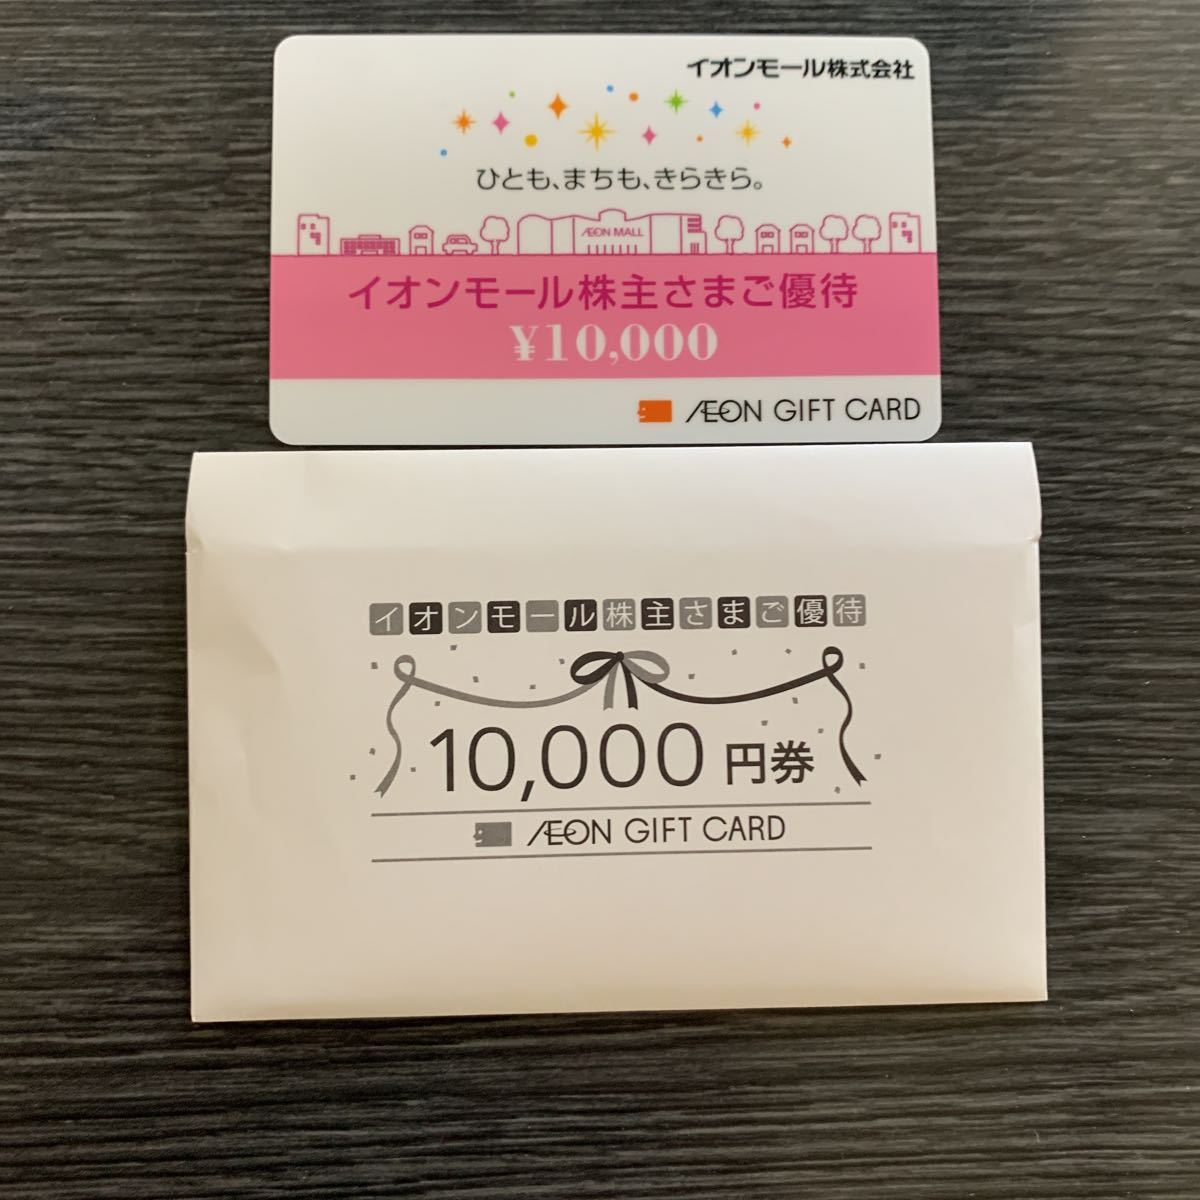 イオンモール株式会社
ひとも、まちも、きらきら。
ÆON MALL
イオンモール株主さまご優待
¥10,000
ÆON GIFT CARD
イオンモール株主さまご優待
10,000円券
ÆON GIFT CARD